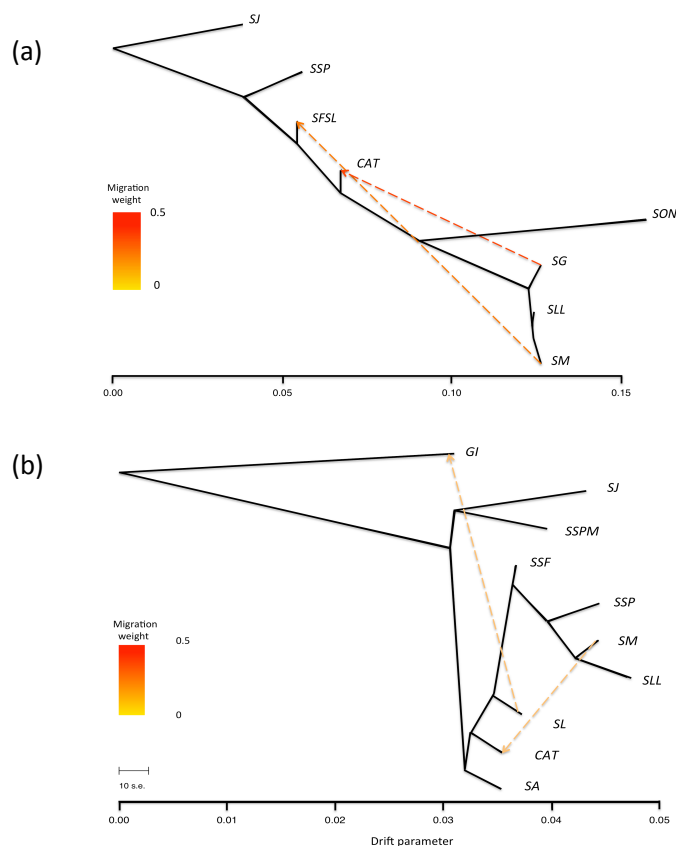 (a)
SJ
SSP
SFSL
CAT
SON
SG
SLL
SM
Migration
weight
0.5
0
0.00
0.05
0.10
0.15
(b)
GI
SJ
SSPM
SSF
SSP
SM
SLL
SL
CAT
SA
Migration
weight
0.5
0
10 s.e.
0.00
0.01
0.02
0.03
0.04
0.05
Drift parameter